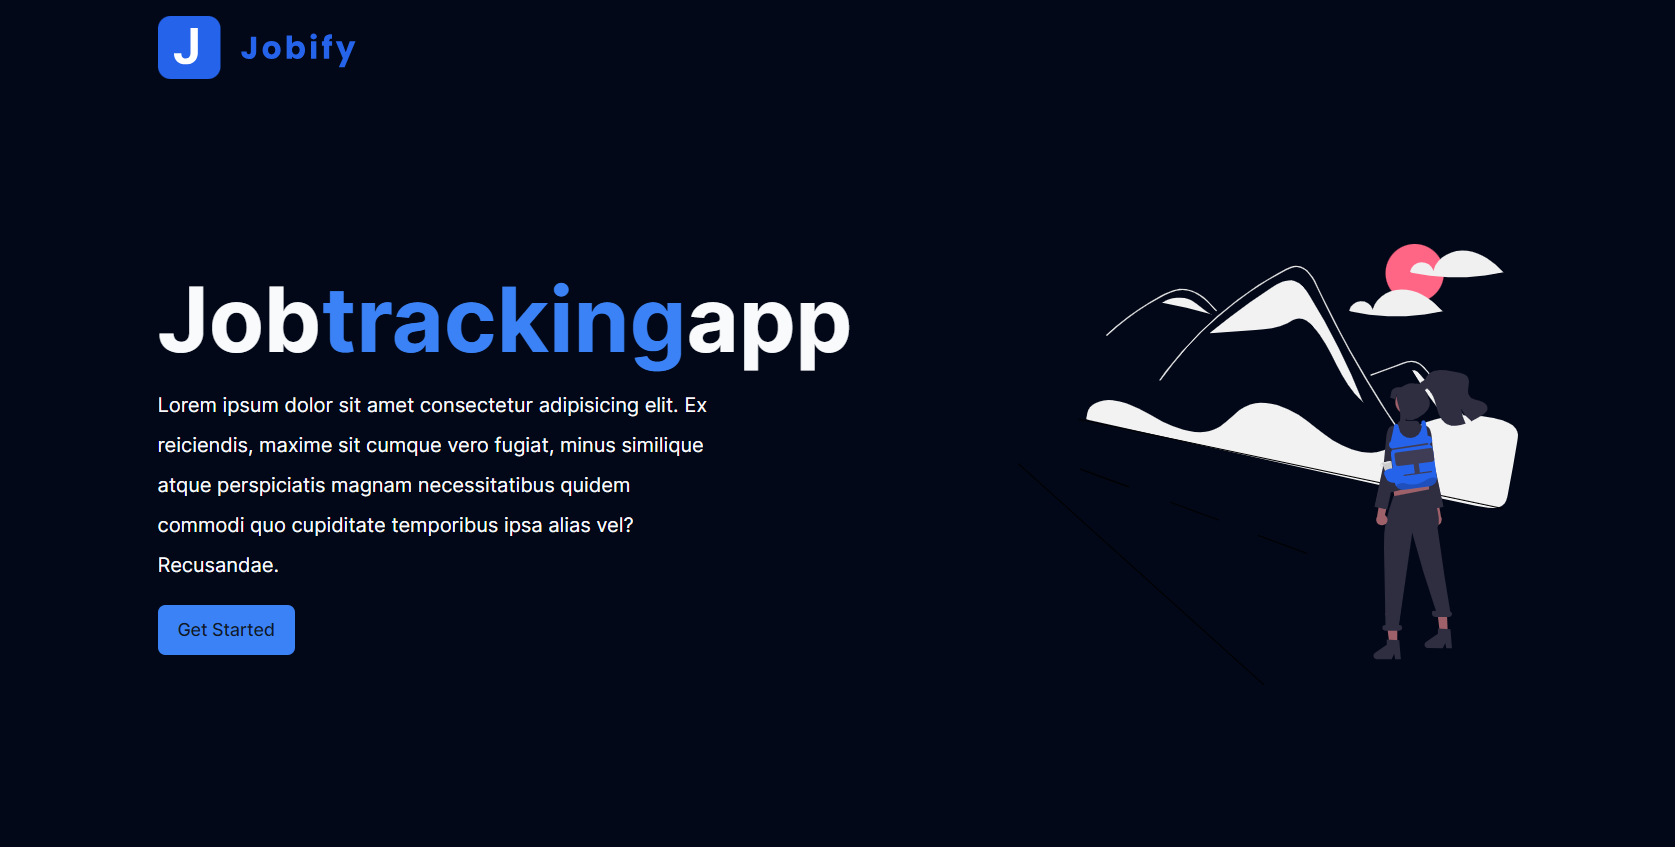 J Jobify
Jobtrackingapp
Lorem ipsum dolor sit amet consectetur adipisicing elit. Ex
reiciendis, maxime sit cumque vero fugiat, minus similique
atque perspiciatis magnam necessitatibus quidem
commodi quo cupiditate temporibus ipsa alias vel?
Recusandae.
Get Started